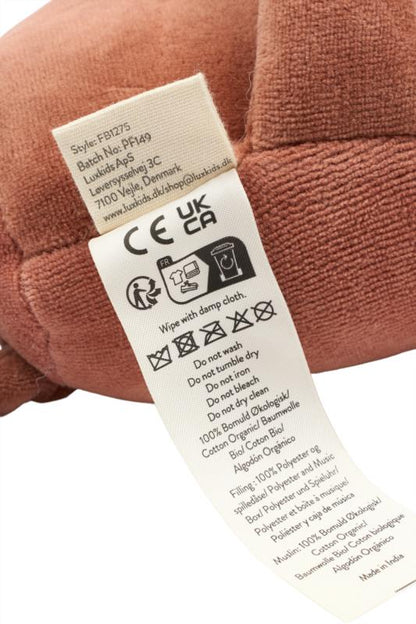 Style: FB1275
Batch No: PF149
Luxkids ApS
Løversysselvej 3C
7100 Vejle, Denmark
www.luxkids.dk/shop@luxkids.dk
CE UK
CA
FR
Wipe with damp cloth.
Do not wash
Do not tumble dry
Do not iron
Do not bleach
Do not dry clean
100% Bomuld Økologisk/
Cotton Organic/ Baumwolle
Bio/ Coton Bio/
Algodón Orgánico
Filling: 100% Polyester og
spilledåse/ Polyester and Music
Box/ Polyester und Spieluhr/
Polyester et boîte à musique/
Poliéster y caja de música
Muslin: 100% Bomuld Økologisk/
Cotton Organic/
Baumwolle Bio/ Coton biologique
Algodón Orgánico
Made in India